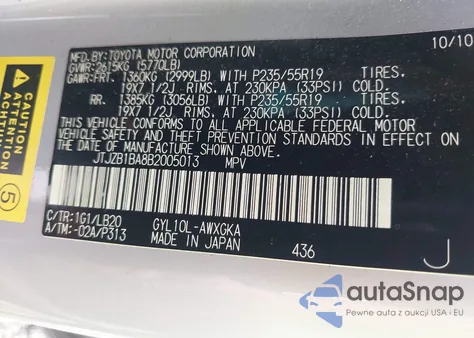 MFD.BY:TOYOTA MOTOR CORPORATION 10/10
GVWR: 2615KG (5770LB)
GAWR:FRT. 1360KG (2999LB) WITH P235/55R19 TIRES.
19X7 1/2J RIMS, AT 230KPA (33PSI) COLD.
RR. 1385KG (3056LB) WITH P235/55R19 TIRES.
19X7 1/2J RIMS, AT 230KPA (33PSI) COLD.
THIS VEHICLE CONFORMS TO ALL APPLICABLE FEDERAL MOTOR
VEHICLE SAFETY AND THEFT PREVENTION STANDARDS IN EFFECT ON
THE DATE OF MANUFACTURE SHOWN ABOVE.
JTJZB1BA8B2005013 MPV
C/TR:1G1/LB20 GYL10L-AWXGKA
A/TM:-02A/P313 MADE IN JAPAN 436 J
CAUTION
ATTENTION
5
autoSnap
Pewne auta z aukcji USA i EU